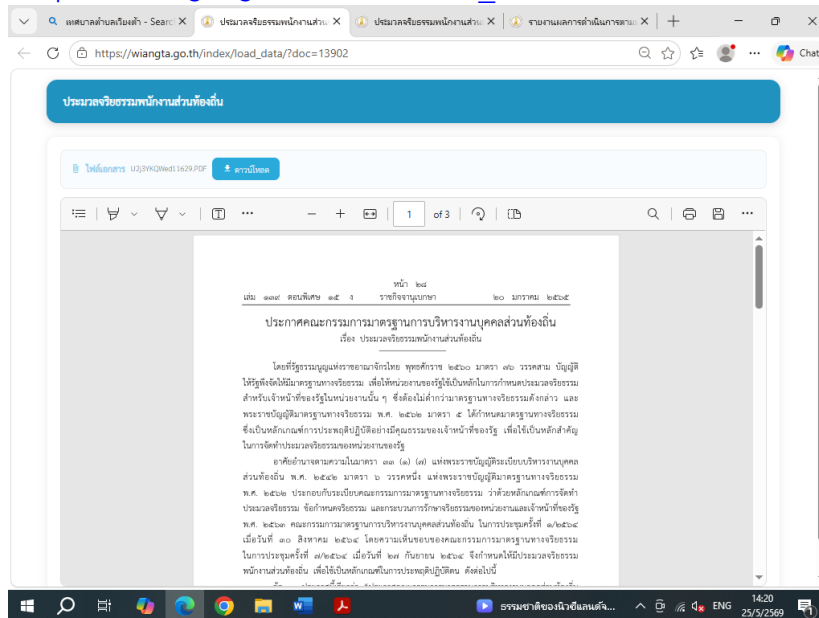 เทศบาลตำบลเวียงต้า - Searc
ประมวลจริยธรรมพนักงานส่วน
ประมวลจริยธรรมพนักงานส่วน
รายงานผลการดำเนินการตาม
https://wiangta.go.th/index/load_data/?doc=13902
Chat
ประมวลจริยธรรมพนักงานส่วนท้องถิ่น
ไฟล์เอกสาร U2j3YKQWed11629.PDF ดาวน์โหลด
1 of 3
หน้า ๒๘
เล่ม ๑๓๙ ตอนพิเศษ ๑๕ ง ราชกิจจานุเบกษา ๒๐ มกราคม ๒๕๖๕
ประกาศคณะกรรมการมาตรฐานการบริหารงานบุคคลส่วนท้องถิ่น
เรื่อง ประมวลจริยธรรมพนักงานส่วนท้องถิ่น
โดยที่รัฐธรรมนูญแห่งราชอาณาจักรไทย พุทธศักราช ๒๕๖๐ มาตรา ๗๖ วรรคสาม บัญญัติ
ให้รัฐพึงจัดให้มีมาตรฐานทางจริยธรรม เพื่อให้หน่วยงานของรัฐใช้เป็นหลักในการกำหนดประมวลจริยธรรม
สำหรับเจ้าหน้าที่ของรัฐในหน่วยงานนั้น ๆ ซึ่งต้องไม่ต่ำกว่ามาตรฐานทางจริยธรรมดังกล่าว และ
พระราชบัญญัติมาตรฐานทางจริยธรรม พ.ศ. ๒๕๖๒ มาตรา ๕ ได้กำหนดมาตรฐานทางจริยธรรม
ซึ่งเป็นหลักเกณฑ์การประพฤติปฏิบัติอย่างมีคุณธรรมของเจ้าหน้าที่ของรัฐ เพื่อใช้เป็นหลักสำคัญ
ในการจัดทำประมวลจริยธรรมของหน่วยงานของรัฐ
อาศัยอำนาจตามความในมาตรา ๓๓ (๑) (๗) แห่งพระราชบัญญัติระเบียบบริหารงานบุคคล
ส่วนท้องถิ่น พ.ศ. ๒๕๔๒ มาตรา ๖ วรรคหนึ่ง แห่งพระราชบัญญัติมาตรฐานทางจริยธรรม
พ.ศ. ๒๕๖๒ ประกอบกับระเบียบคณะกรรมการมาตรฐานทางจริยธรรม ว่าด้วยหลักเกณฑ์การจัดทำ
ประมวลจริยธรรม ข้อกำหนดจริยธรรม และกระบวนการรักษาจริยธรรมของหน่วยงานและเจ้าหน้าที่ของรัฐ
พ.ศ. ๒๕๖๓ คณะกรรมการมาตรฐานการบริหารงานบุคคลส่วนท้องถิ่น ในการประชุมครั้งที่ ๑/๒๕๖๔
เมื่อวันที่ ๓๐ สิงหาคม ๒๕๖๔ โดยความเห็นชอบของคณะกรรมการมาตรฐานทางจริยธรรม
ในการประชุมครั้งที่ ๗/๒๕๖๔ เมื่อวันที่ ๒๗ กันยายน ๒๕๖๔ จึงกำหนดให้มีประมวลจริยธรรม
พนักงานส่วนท้องถิ่น เพื่อใช้เป็นหลักเกณฑ์ในการประพฤติปฏิบัติตน ดังต่อไปนี้
ธรรมชาติของนิวซีแลนด์จ...
ENG
14:20
25/5/2569